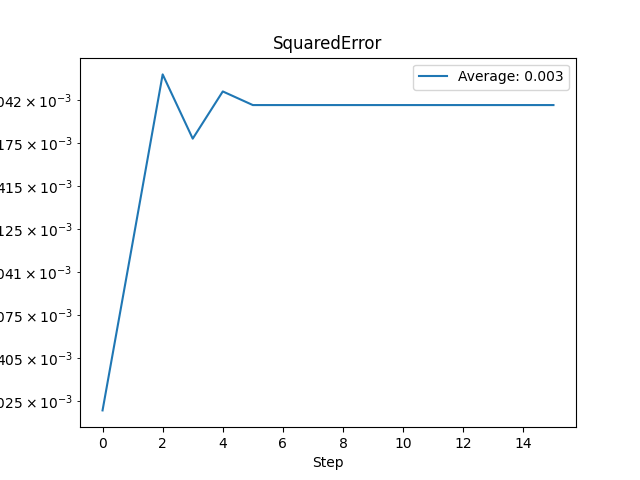 SquaredError
Average: 0.003
042 × 10⁻³
175 × 10⁻³
415 × 10⁻³
125 × 10⁻³
041 × 10⁻³
075 × 10⁻³
405 × 10⁻³
025 × 10⁻³
0 2 4 6 8 10 12 14
Step